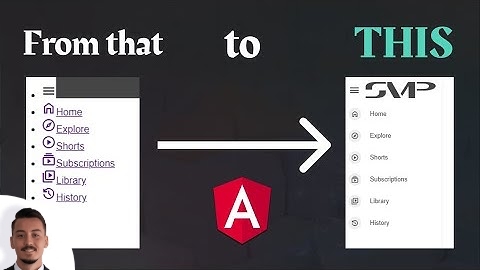 From that to THIS
Home
Explore
Shorts
Subscriptions
Library
History
A
SMP
Home
Explore
Shorts
Subscriptions
Library
History